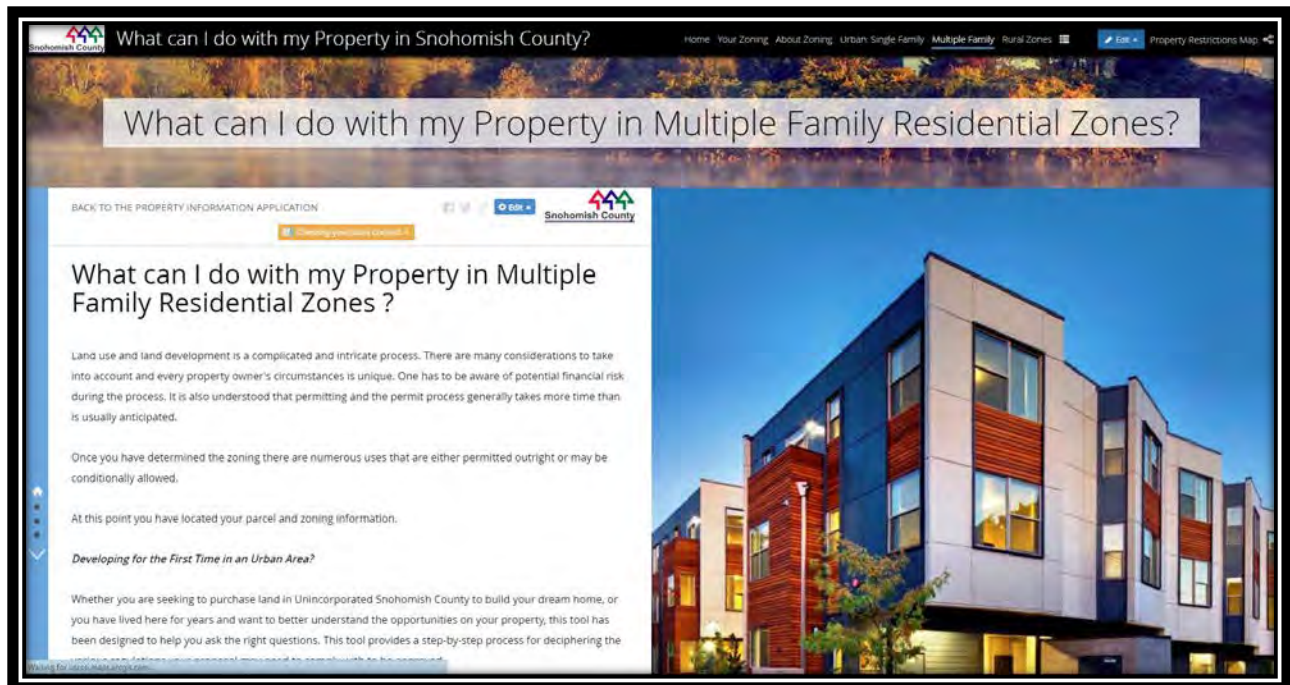 Snohomish County
What can I do with my Property in Snohomish County?
Home Your Zoning About Zoning Urban: Single Family Multiple Family Rural Zones
Edit
Property Restrictions Map
What can I do with my Property in Multiple Family Residential Zones?
BACK TO THE PROPERTY INFORMATION APPLICATION
Edit
Snohomish County
Checking your story content
What can I do with my Property in Multiple
Family Residential Zones ?
Land use and land development is a complicated and intricate process. There are many considerations to take
into account and every property owner's circumstances is unique. One has to be aware of potential financial risk
during the process. It is also understood that permitting and the permit process generally takes more time than
is usually anticipated.
Once you have determined the zoning there are numerous uses that are either permitted outright or may be
conditionally allowed.
At this point you have located your parcel and zoning information.
Developing for the First Time in an Urban Area?
Whether you are seeking to purchase land in Unincorporated Snohomish County to build your dream home, or
you have lived here for years and want to better understand the opportunities on your property, this tool has
been designed to help you ask the right questions. This tool provides a step-by-step process for deciphering the
Waiting for